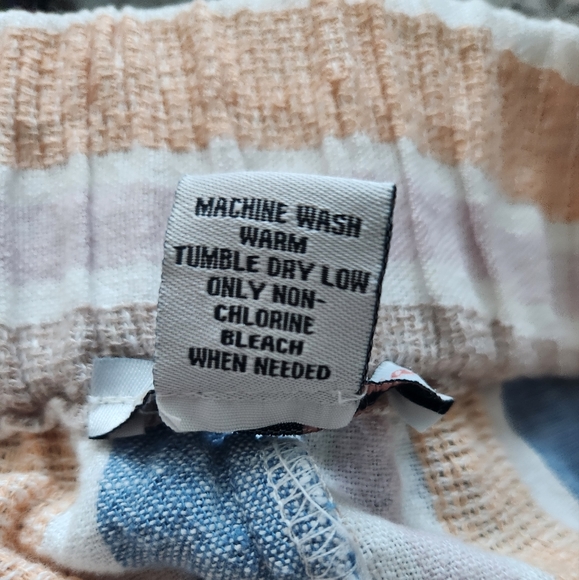 MACHINE WASH
WARM
TUMBLE DRY LOW
ONLY NON-
CHLORINE
BLEACH
WHEN NEEDED